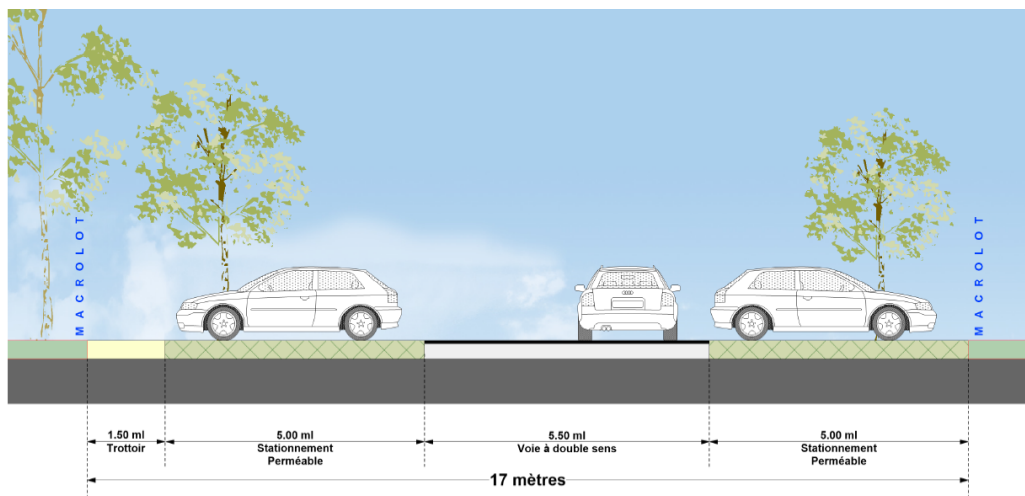 MACROLOT
MACROLOT
1.50 ml
Trottoir
5.00 ml
Stationnement
Perméable
5.50 ml
Voie à double sens
5.00 ml
Stationnement
Perméable
17 mètres